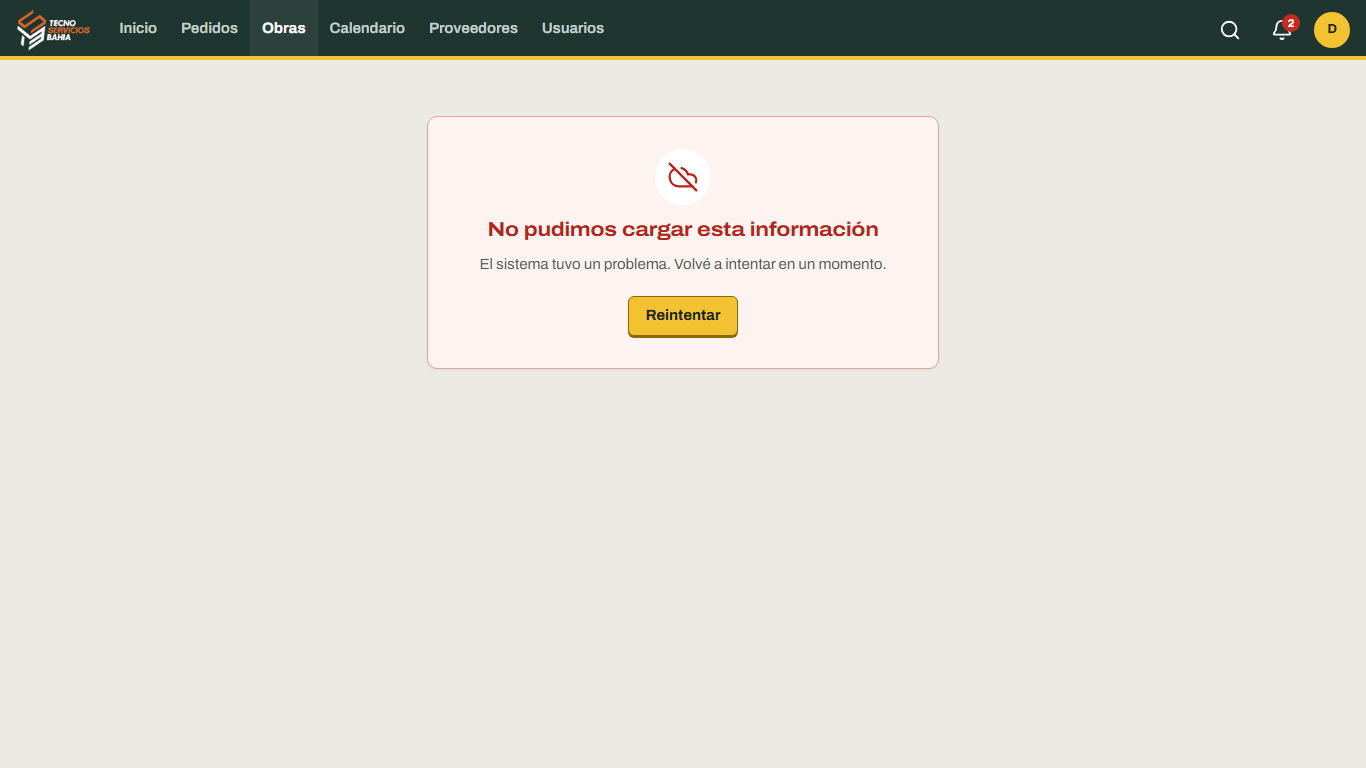 TECNO
SERVICIOS
BAHIA
Inicio
Pedidos
Obras
Calendario
Proveedores
Usuarios
2
D
No pudimos cargar esta información
El sistema tuvo un problema. Volvé a intentar en un momento.
Reintentar